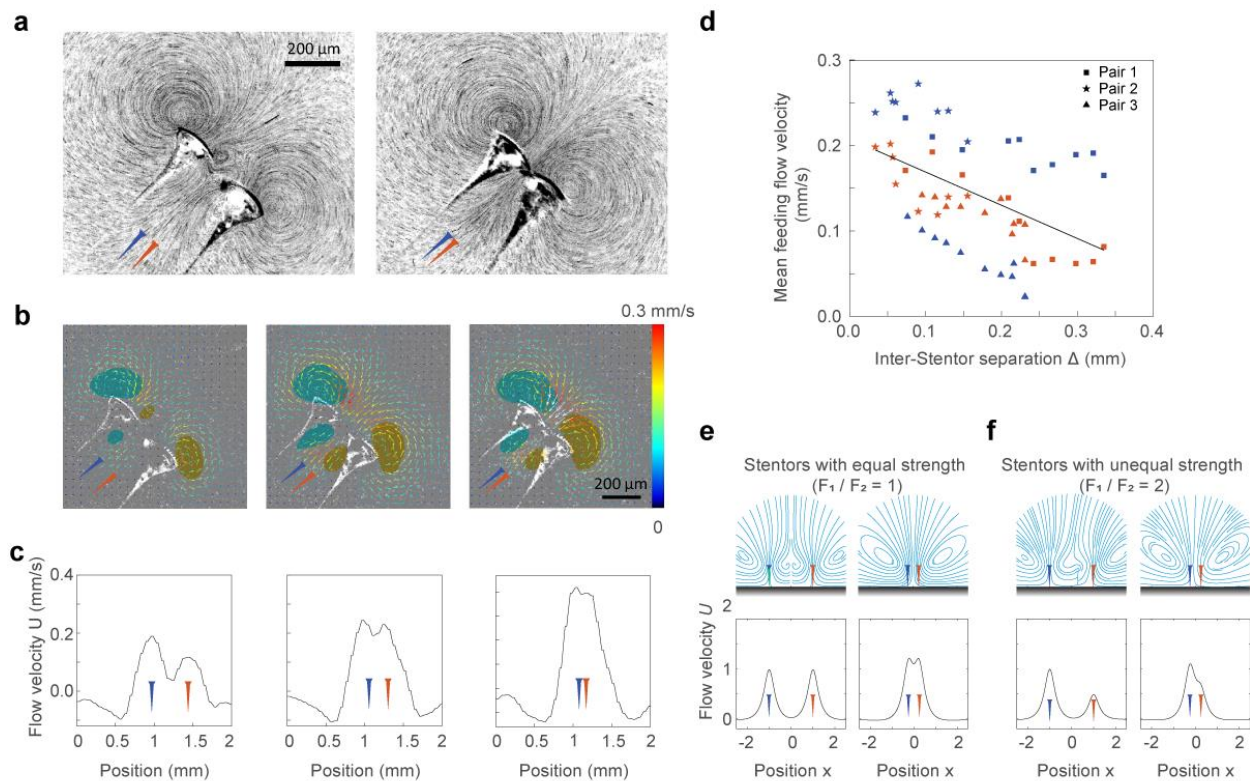 a
200 µm
b
0.3 mm/s
200 µm
0
c
Flow velocity U (mm/s)
0.4
0.2
0.0
0 0.5 1 1.5 2
0 0.5 1 1.5 2
0 0.5 1 1.5 2
Position (mm)
Position (mm)
Position (mm)
d
Mean feeding flow velocity
(mm/s)
0.3
0.2
0.1
0.0
Pair 1
Pair 2
Pair 3
0.0 0.1 0.2 0.3 0.4
Inter-Stentor separation Δ (mm)
e
Stentors with equal strength
(F₁ / F₂ = 1)
f
Stentors with unequal strength
(F₁ / F₂ = 2)
Flow velocity U
2
1
0
-2 0 2
-2 0 2
-2 0 2
-2 0 2
Position x
Position x
Position x
Position x